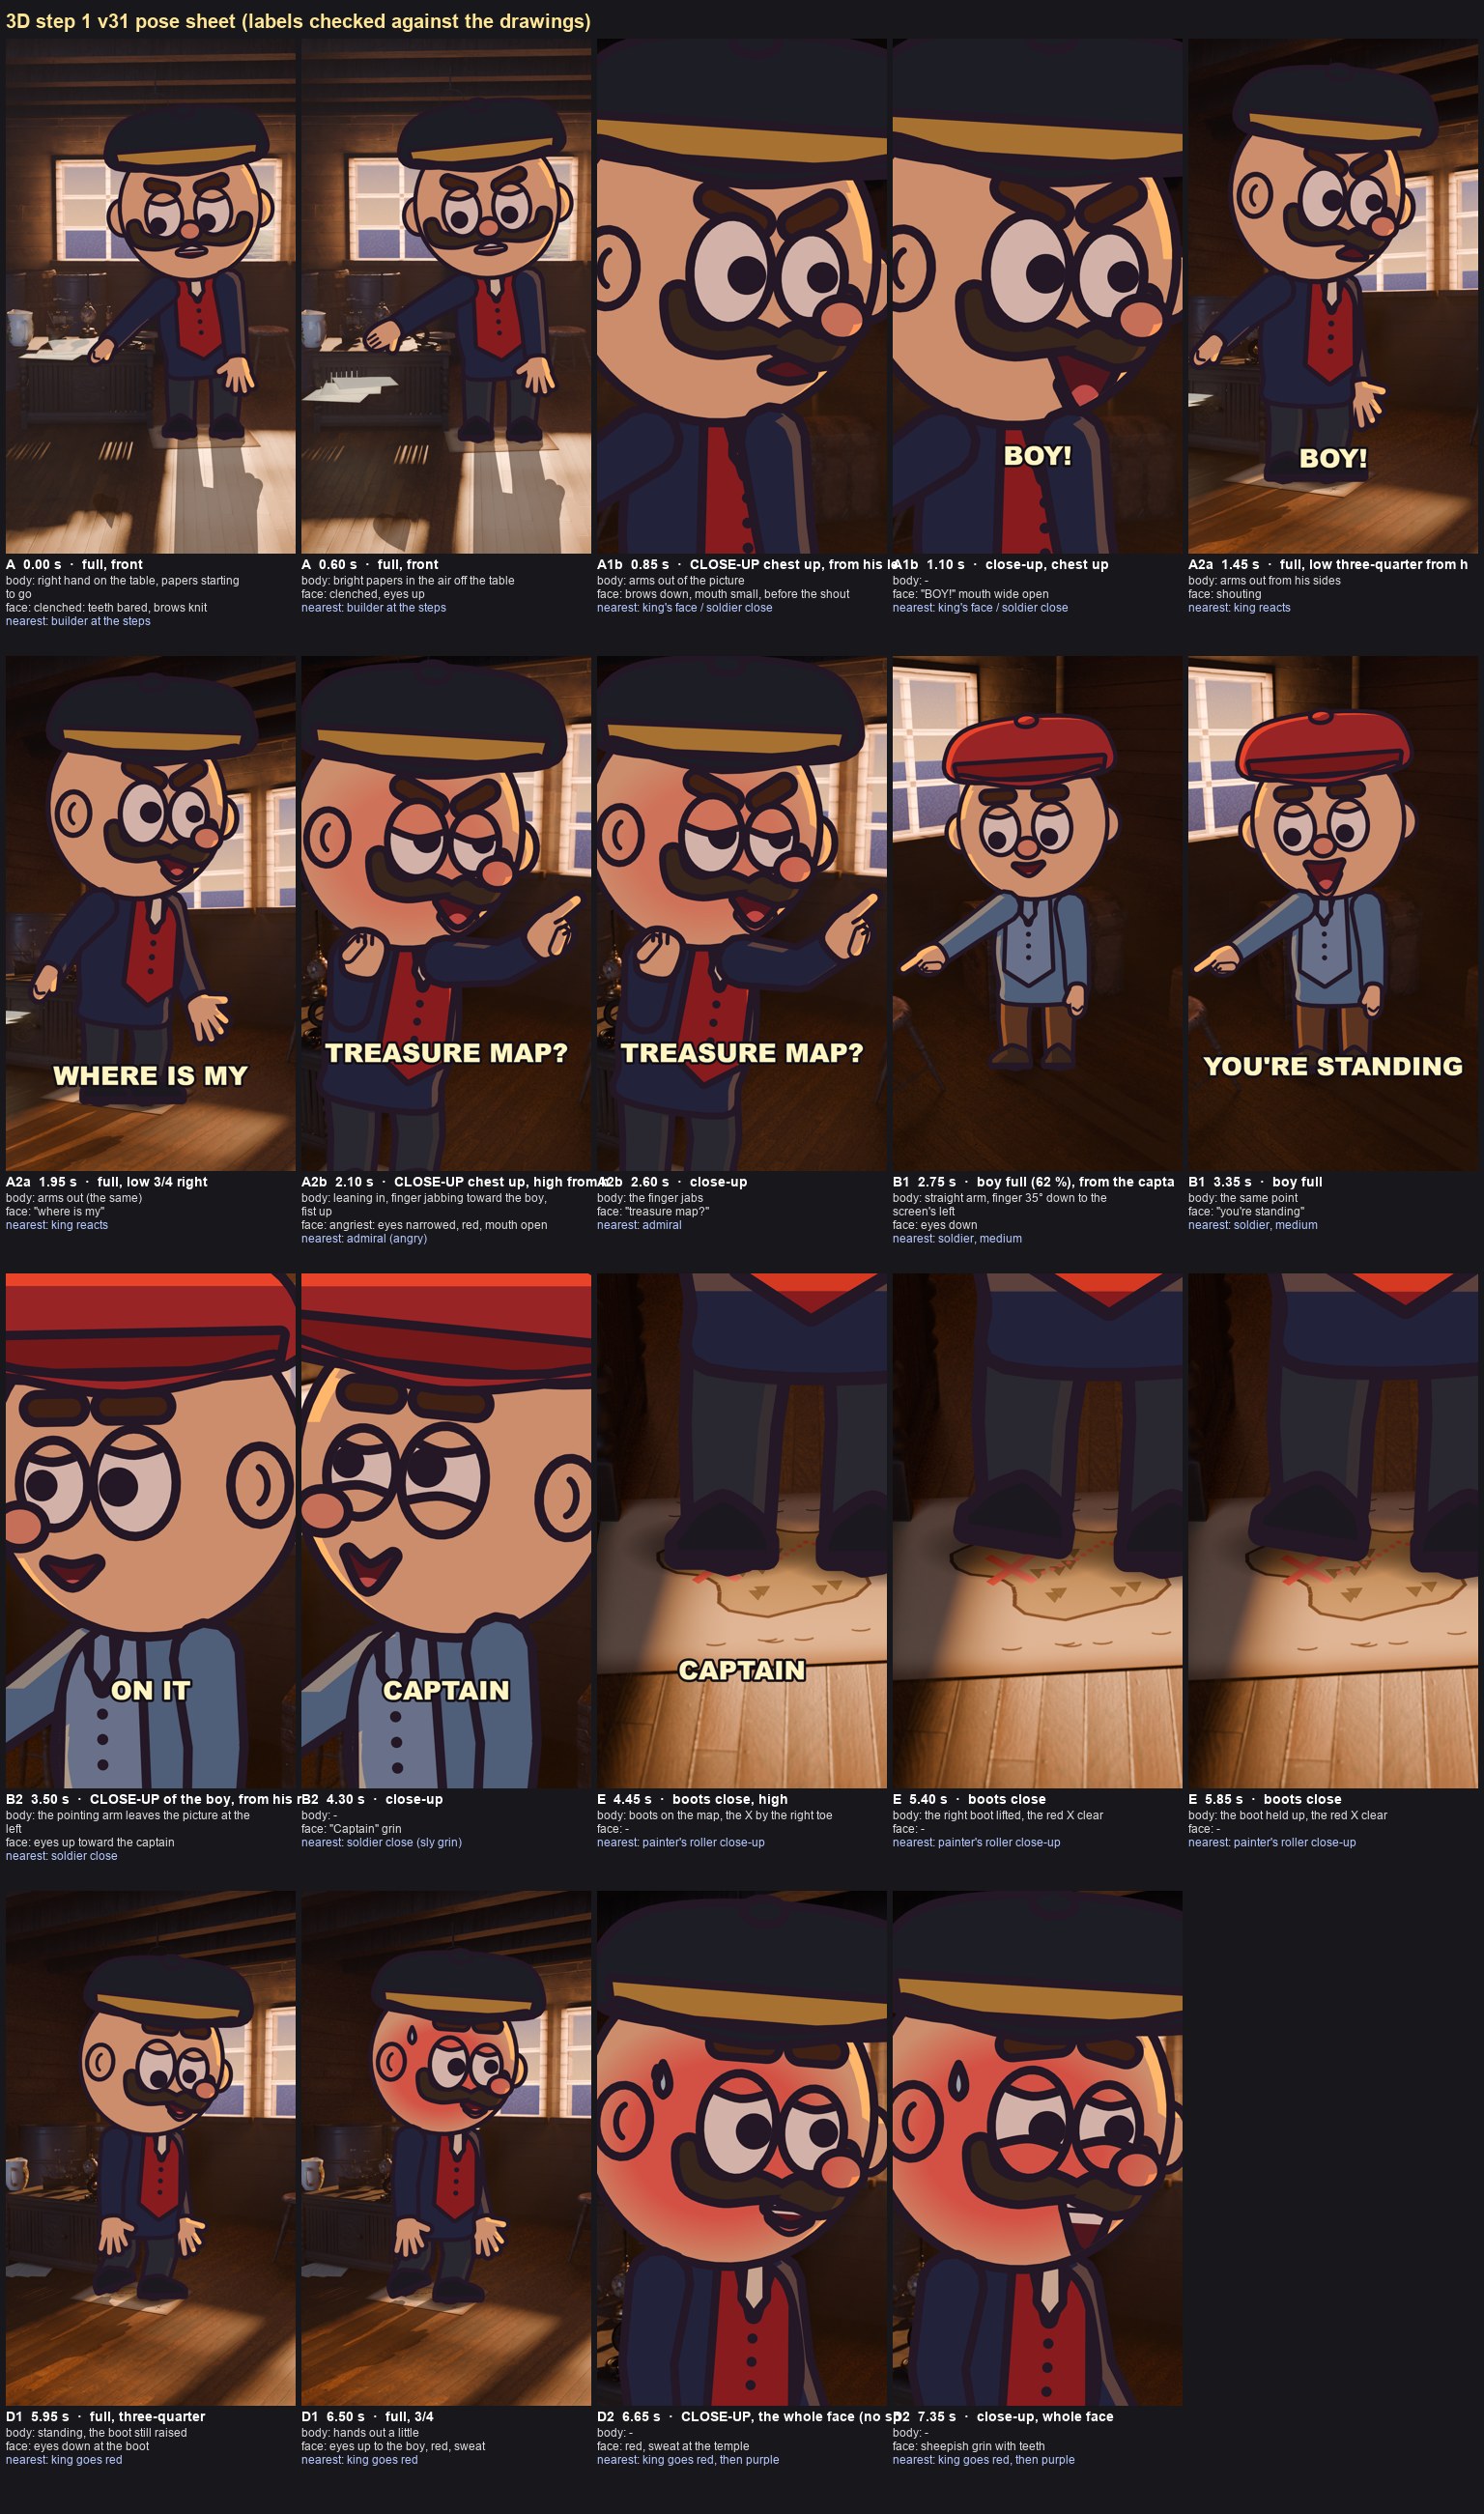 3D step 1 v31 pose sheet (labels checked against the drawings)
BOY!
BOY!
A 0.00 s · full, front
body: right hand on the table, papers starting
to go
face: clenched: teeth bared, brows knit
nearest: builder at the steps
A 0.60 s · full, front
body: bright papers in the air off the table
face: clenched, eyes up
nearest: builder at the steps
A1b 0.85 s · CLOSE-UP chest up, from his
body: arms out of the picture
face: brows down, mouth small, before the shout
nearest: king's face / soldier close
A1b 1.10 s · close-up, chest up
body: -
face: "BOY!" mouth wide open
nearest: king's face / soldier close
A2a 1.45 s · full, low three-quarter from h
body: arms out from his sides
face: shouting
nearest: king reacts
WHERE IS MY
TREASURE MAP?
TREASURE MAP?
YOU'RE STANDING
A2a 1.95 s · full, low 3/4 right
body: arms out (the same)
face: "where is my"
nearest: king reacts
A2b 2.10 s · CLOSE-UP chest up, high from
body: leaning in, finger jabbing toward the boy,
fist up
face: angriest: eyes narrowed, red, mouth open
nearest: admiral (angry)
A2b 2.60 s · close-up
body: the finger jabs
face: "treasure map?"
nearest: admiral
B1 2.75 s · boy full (62 %), from the capta
body: straight arm, finger 35° down to the
screen's left
face: eyes down
nearest: soldier, medium
B1 3.35 s · boy full
body: the same point
face: "you're standing"
nearest: soldier, medium
ON IT
CAPTAIN
CAPTAIN
B2 3.50 s · CLOSE-UP of the boy, from his r
body: the pointing arm leaves the picture at the
left
face: eyes up toward the captain
nearest: soldier close
B2 4.30 s · close-up
body: -
face: "Captain" grin
nearest: soldier close (sly grin)
E 4.45 s · boots close, high
body: boots on the map, the X by the right toe
face: -
nearest: painter's roller close-up
E 5.40 s · boots close
body: the right boot lifted, the red X clear
face: -
nearest: painter's roller close-up
E 5.85 s · boots close
body: the boot held up, the red X clear
face: -
nearest: painter's roller close-up
D1 5.95 s · full, three-quarter
body: standing, the boot still raised
face: eyes down at the boot
nearest: king goes red
D1 6.50 s · full, 3/4
body: hands out a little
face: eyes up to the boy, red, sweat
nearest: king goes red
D2 6.65 s · CLOSE-UP, the whole face (no
body: -
face: red, sweat at the temple
nearest: king goes red, then purple
D2 7.35 s · close-up, whole face
body: -
face: sheepish grin with teeth
nearest: king goes red, then purple